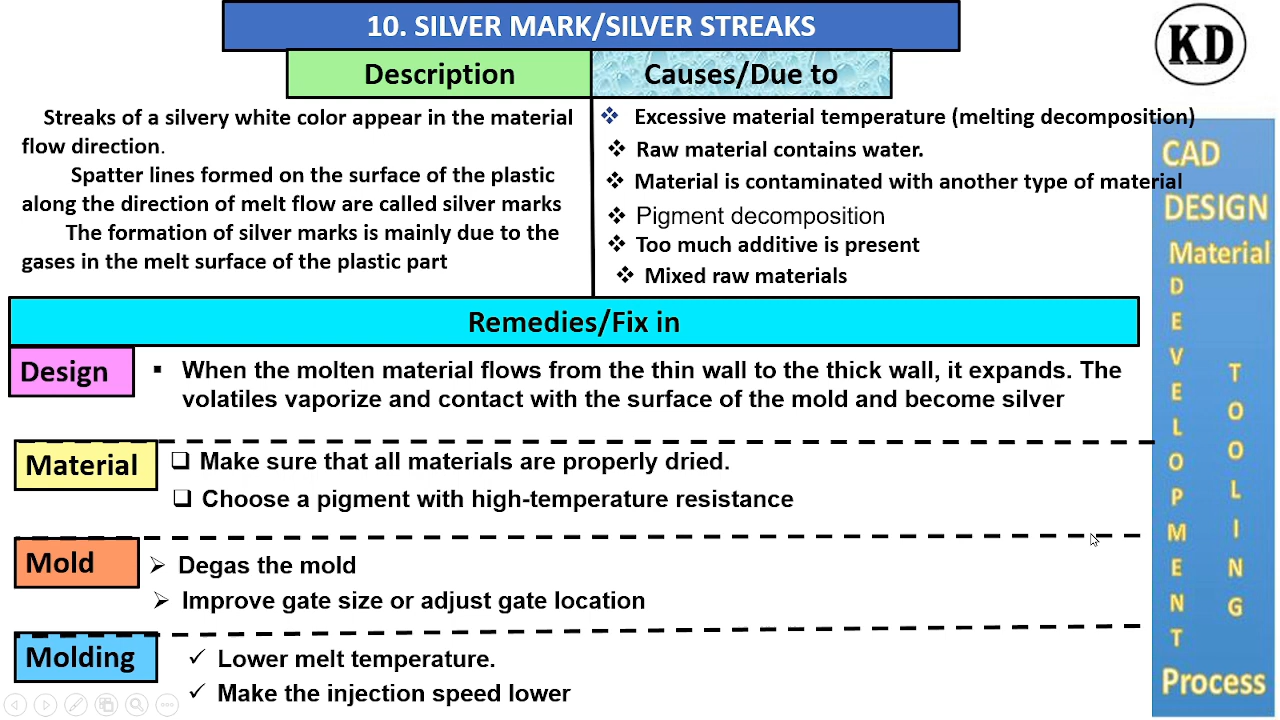 10. SILVER MARK/SILVER STREAKS
KD
Description
Causes/Due to
Streaks of a silvery white color appear in the material
flow direction.
Spatter lines formed on the surface of the plastic
along the direction of melt flow are called silver marks
The formation of silver marks is mainly due to the
gases in the melt surface of the plastic part
Excessive material temperature (melting decomposition)
Raw material contains water.
Material is contaminated with another type of material
Pigment decomposition
Too much additive is present
Mixed raw materials
Remedies/Fix in
Design
When the molten material flows from the thin wall to the thick wall, it expands. The
volatiles vaporize and contact with the surface of the mold and become silver
Material
Make sure that all materials are properly dried.
Choose a pigment with high-temperature resistance
Mold
Degas the mold
Improve gate size or adjust gate location
Molding
Lower melt temperature.
Make the injection speed lower
CAD
DESIGN
Material
DEVELOPMENT
TOOLING
Process